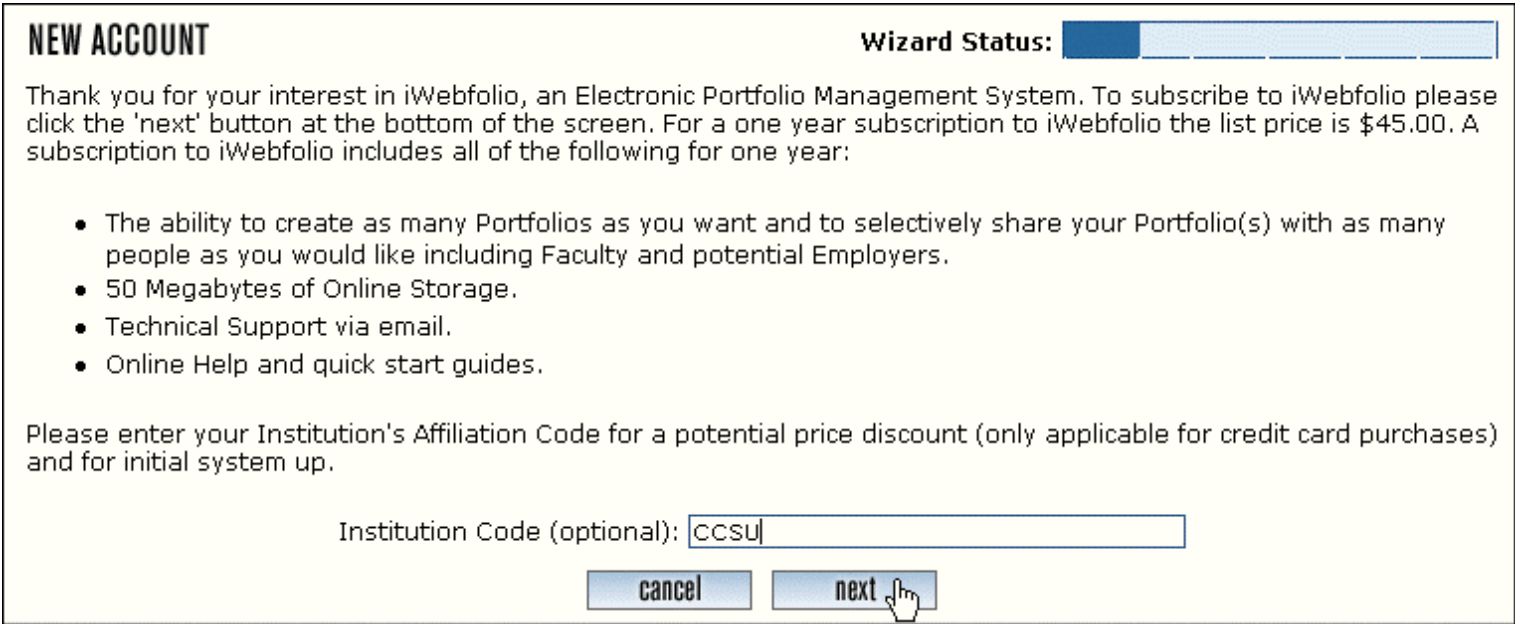 NEW ACCOUNT
Wizard Status:
Thank you for your interest in iWebfolio, an Electronic Portfolio Management System. To subscribe to iWebfolio please
click the 'next' button at the bottom of the screen. For a one year subscription to iWebfolio the list price is $45.00. A
subscription to iWebfolio includes all of the following for one year:
• The ability to create as many Portfolios as you want and to selectively share your Portfolio(s) with as many
people as you would like including Faculty and potential Employers.
• 50 Megabytes of Online Storage.
• Technical Support via email.
• Online Help and quick start guides.
Please enter your Institution's Affiliation Code for a potential price discount (only applicable for credit card purchases)
and for initial system up.
Institution Code (optional): CCSU
cancel next